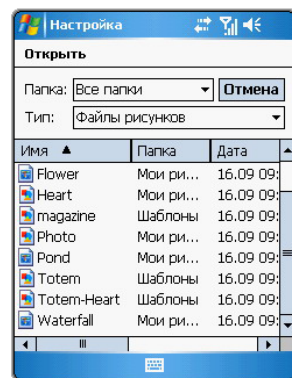 Настройка
Открыть
Папка: Все папки Отмена
Тип: Файлы рисунков
Имя Папка Дата
Flower Мои ри... 16.09 09:
Heart Мои ри... 16.09 09:
magazine Шаблоны 16.09 09:
Photo Мои ри... 16.09 09:
Pond Мои ри... 16.09 09:
Totem Шаблоны 16.09 09:
Totem-Heart Шаблоны 16.09 09:
Waterfall Мои ри... 16.09 09: